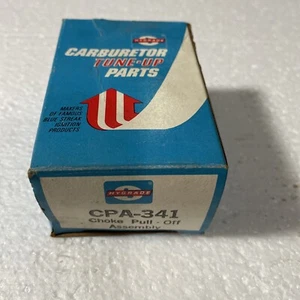 CARBURETOR
TUNE-UP
PARTS
MAKERS
OF FAMOUS
BLUE STREAK
IGNITION
PRODUCTS
HYGRADE
CPA-341
Choke Pull-Off
Assembly